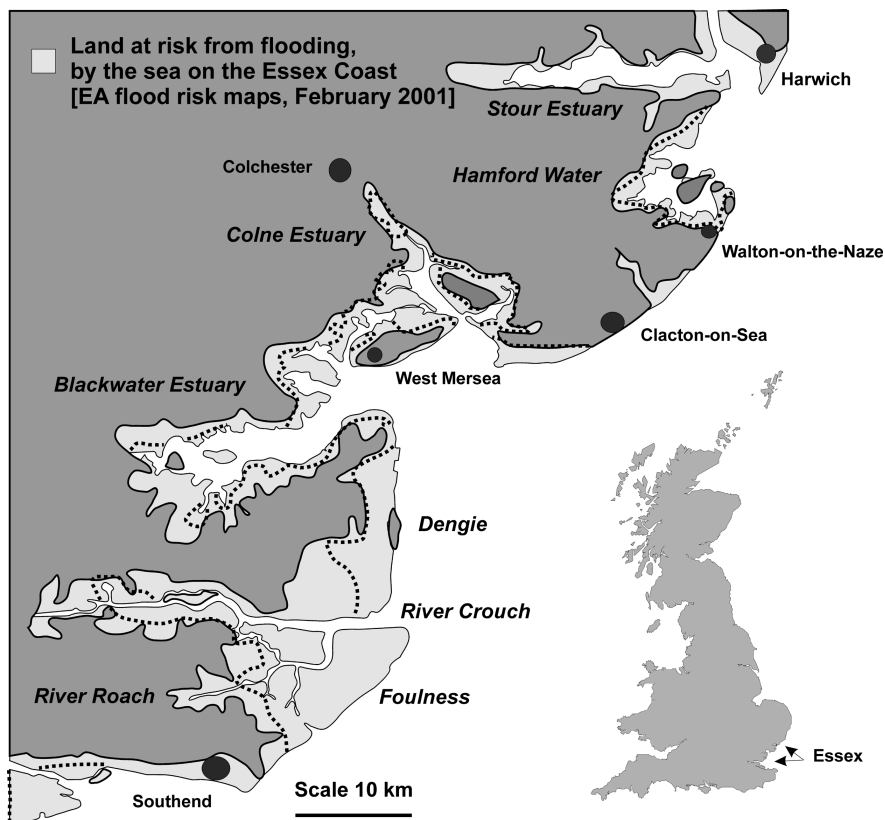 Land at risk from flooding,
by the sea on the Essex Coast
[EA flood risk maps, February 2001]
Harwich
Stour Estuary
Colchester
Hamford Water
Colne Estuary
Walton-on-the-Naze
Clacton-on-Sea
West Mersea
Blackwater Estuary
Dengie
River Crouch
River Roach
Foulness
Essex
Scale 10 km
Southend